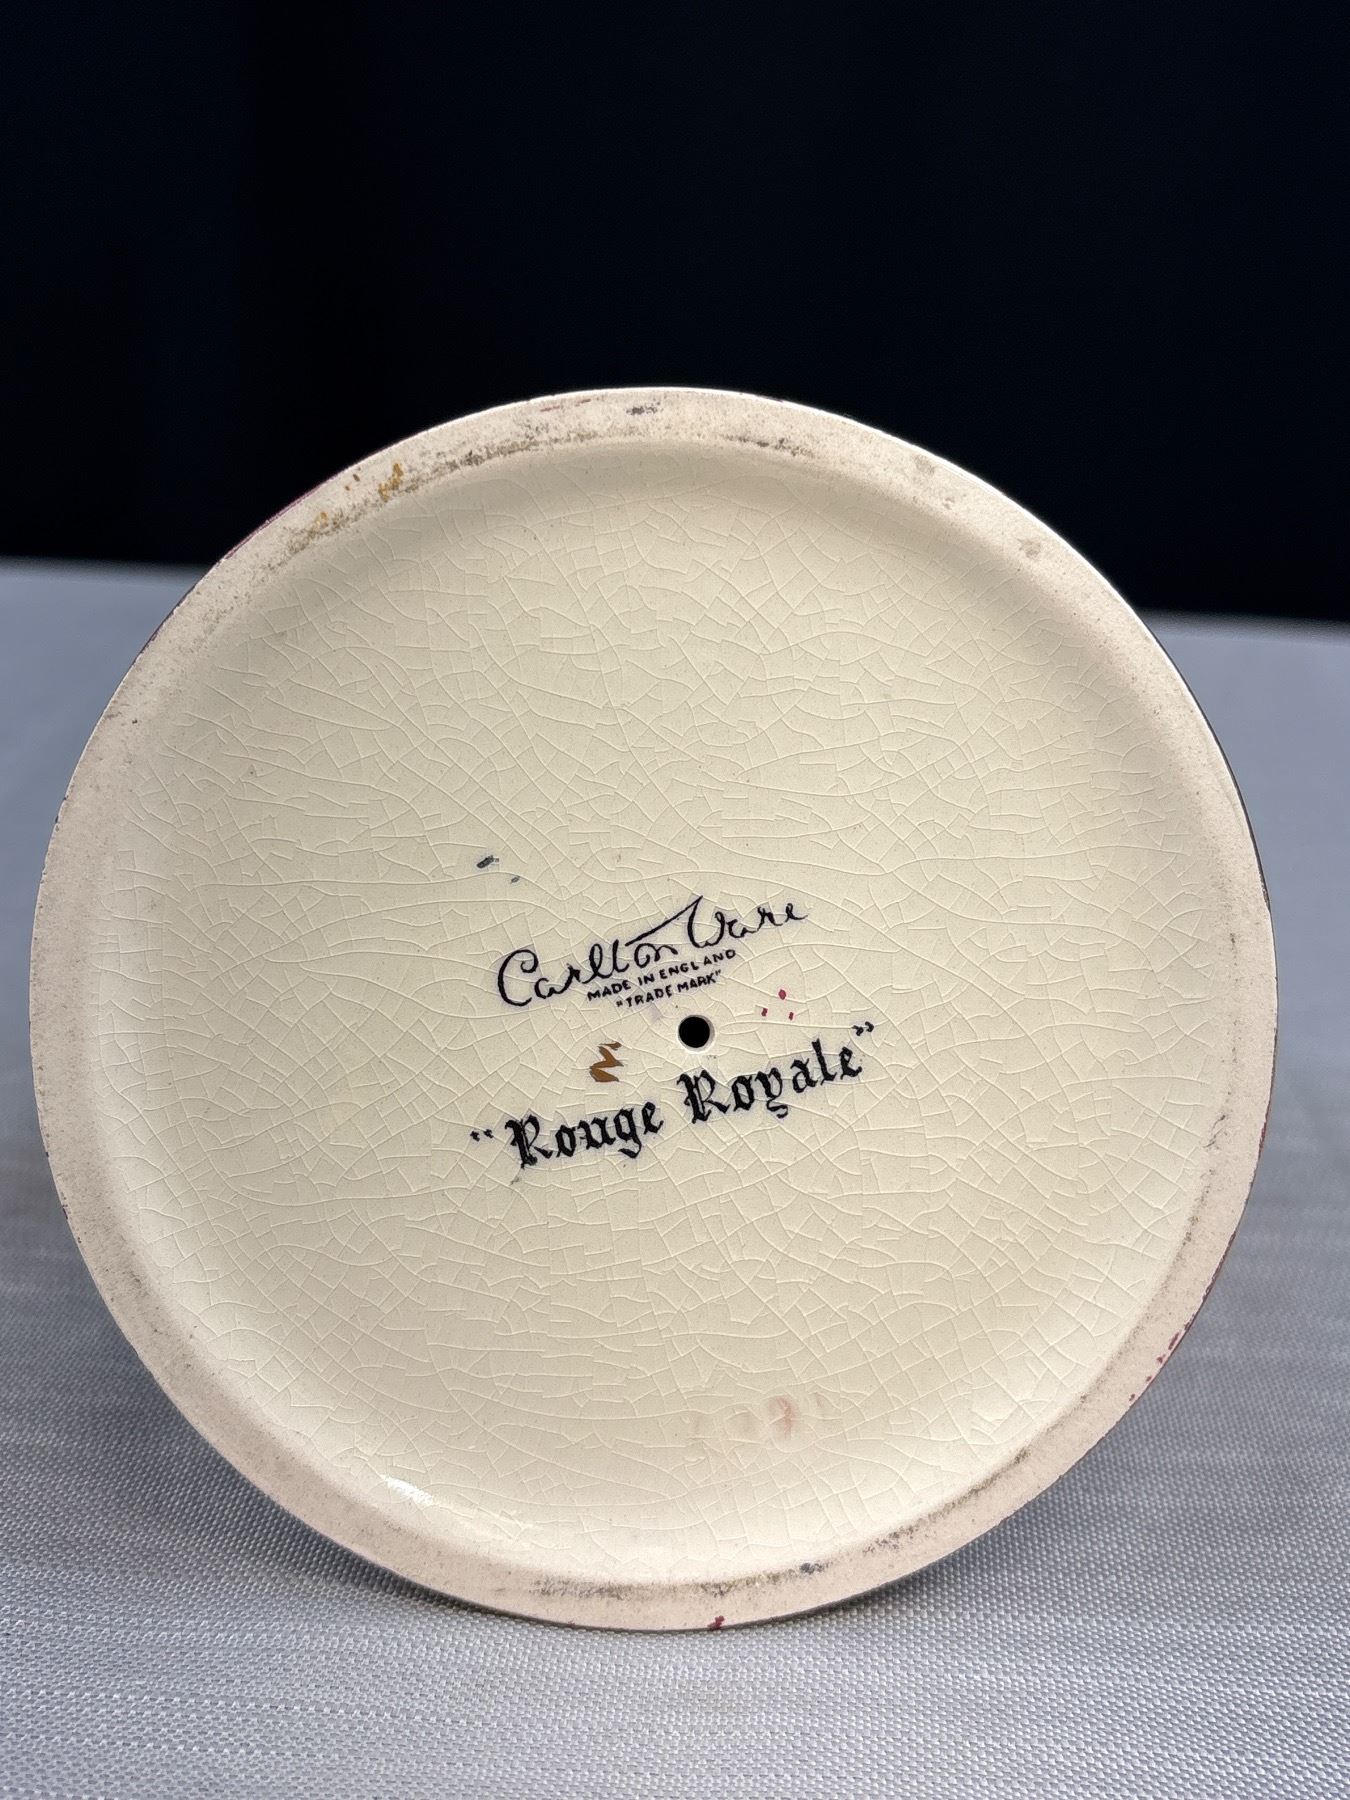 Carlton Ware
MADE IN ENGLAND
"TRADE MARK"
"Rouge Royale"